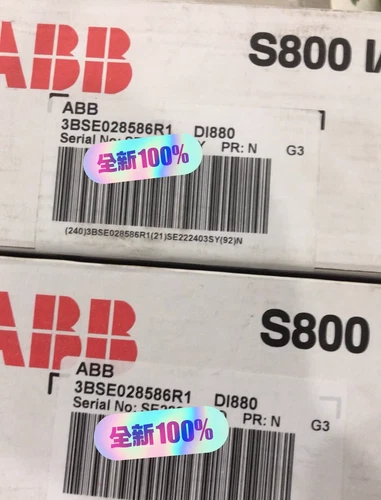 ABB
S800 I/
ABB
3BSE028586R1 DI880
Serial No: PR: N G3
全新100%
(240)3BSE028586R1(21)SE222403SY(92)N
ABB
S800
ABB
3BSE028586R1 DI880
Serial No: PR: N G3
全新100%